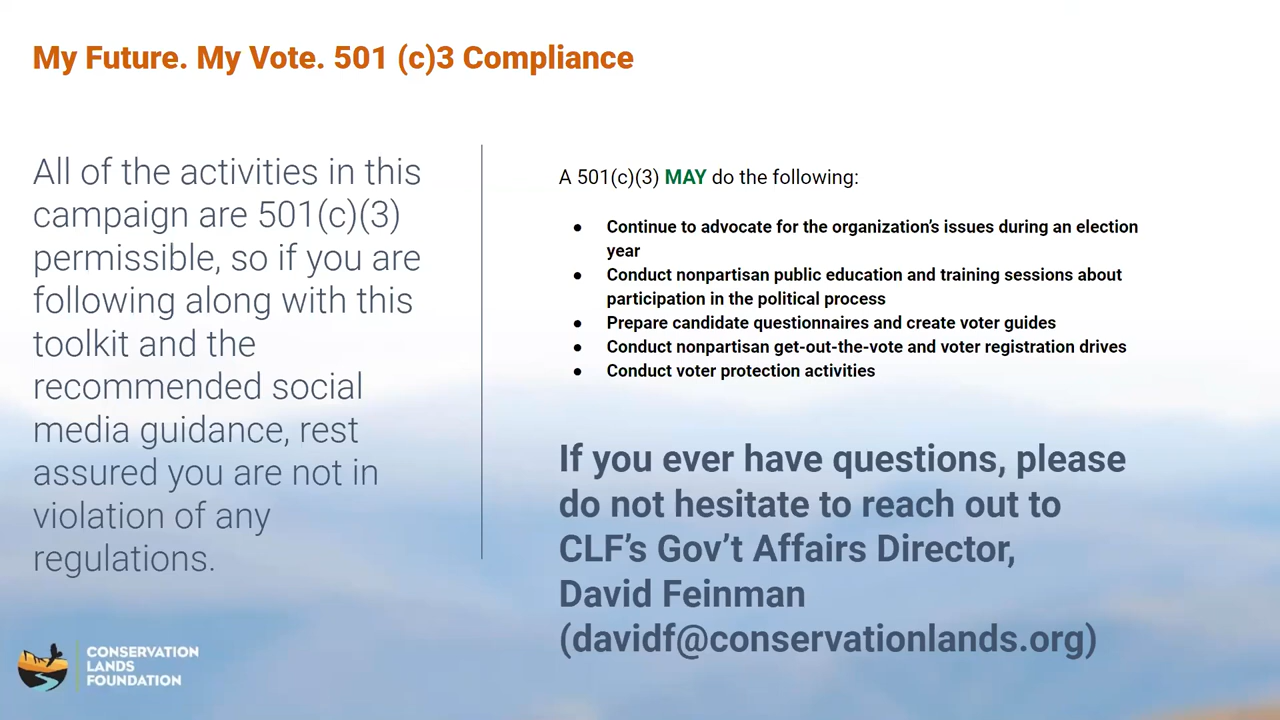 My Future. My Vote. 501 (c)3 Compliance
All of the activities in this
campaign are 501(c)(3)
permissible, so if you are
following along with this
toolkit and the
recommended social
media guidance, rest
assured you are not in
violation of any
regulations.
A 501(c)(3) MAY do the following:
● Continue to advocate for the organization’s issues during an election
year
● Conduct nonpartisan public education and training sessions about
participation in the political process
● Prepare candidate questionnaires and create voter guides
● Conduct nonpartisan get-out-the-vote and voter registration drives
● Conduct voter protection activities
If you ever have questions, please
do not hesitate to reach out to
CLF’s Gov’t Affairs Director,
David Feinman
(davidf@conservationlands.org)
CONSERVATION
LANDS
FOUNDATION